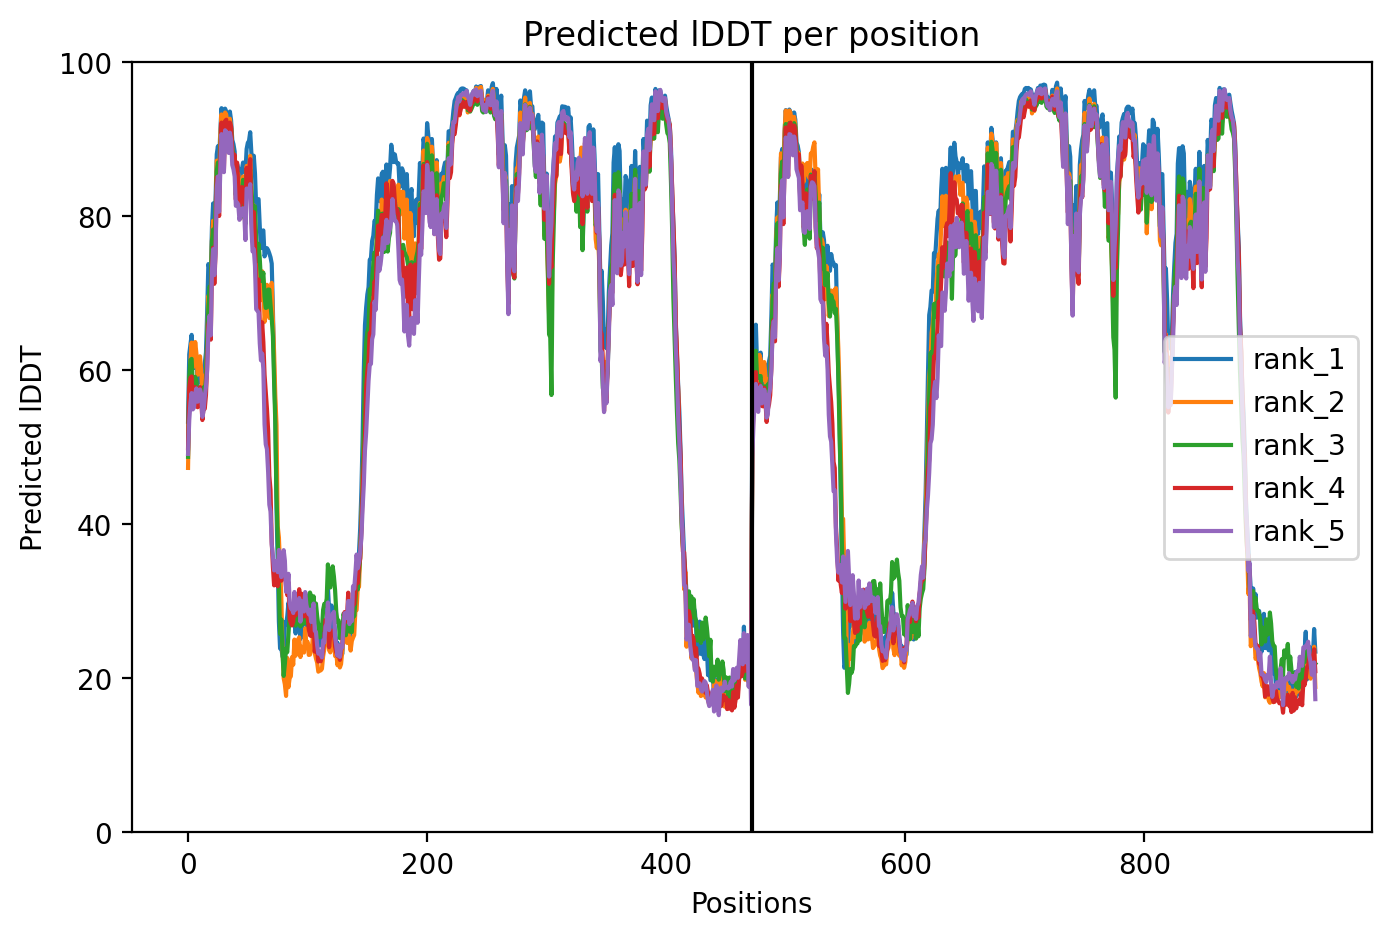 Predicted lDDT per position
Predicted lDDT
100
80
60
40
20
0
0 200 400 600 800
Positions
rank_1
rank_2
rank_3
rank_4
rank_5